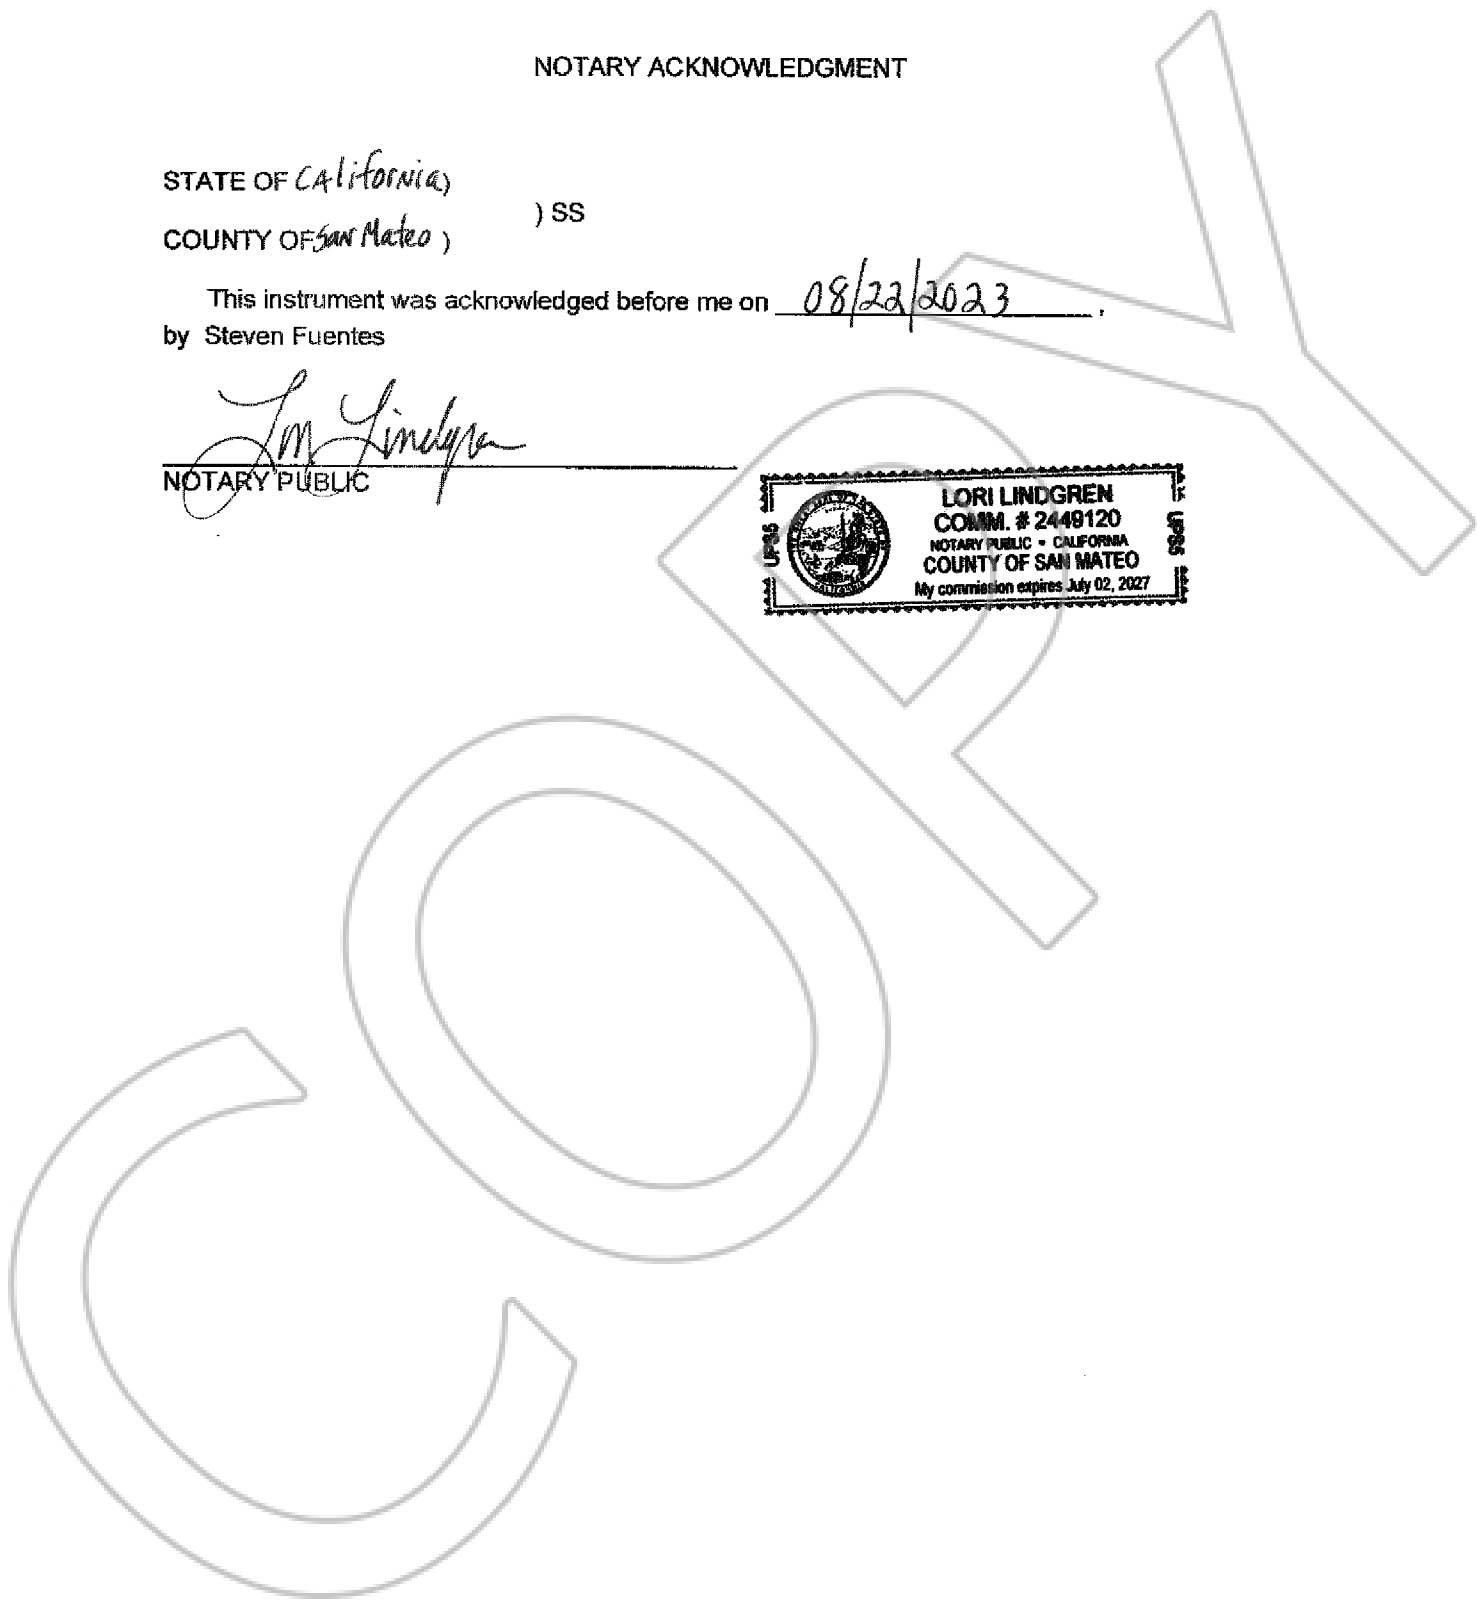 NOTARY ACKNOWLEDGMENT
STATE OF California)
) SS
COUNTY OF San Mateo )
This instrument was acknowledged before me on 08/22/2023 ,
by Steven Fuentes
Lori Lindgren
NOTARY PUBLIC
LORI LINDGREN
COMM. # 2449120
NOTARY PUBLIC • CALIFORNIA
COUNTY OF SAN MATEO
My commission expires July 02, 2027
UPS5
UPS5
COPY